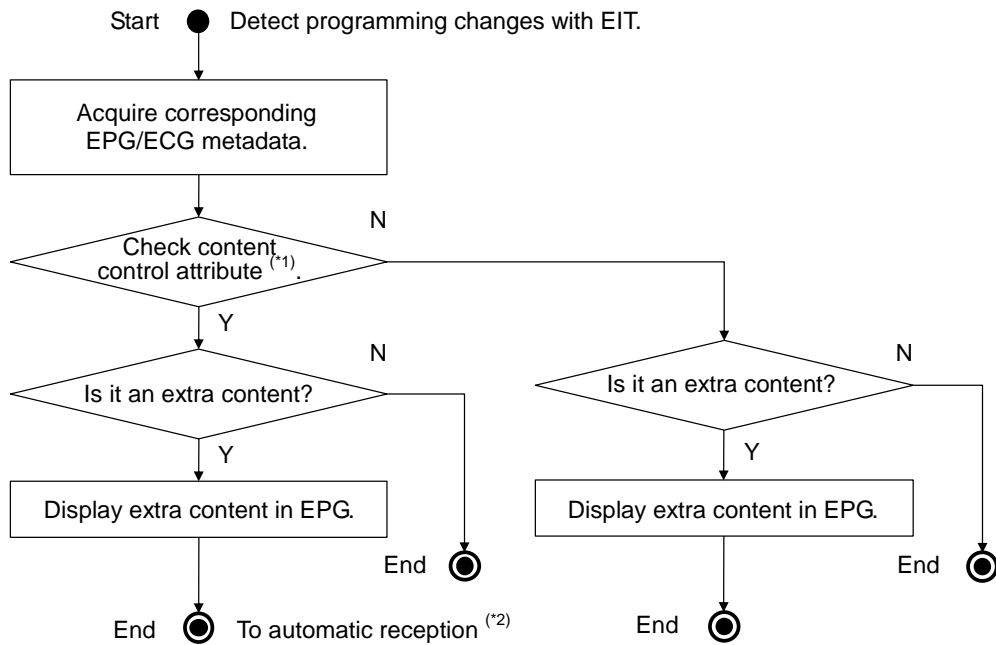 Start
Detect programming changes with EIT.
Acquire corresponding
EPG/ECG metadata.
N
Check content
control attribute (*1).
Y
N
Is it an extra content?
N
Is it an extra content?
Y
Y
Display extra content in EPG.
Display extra content in EPG.
End
End
End
To automatic reception (*2)
End